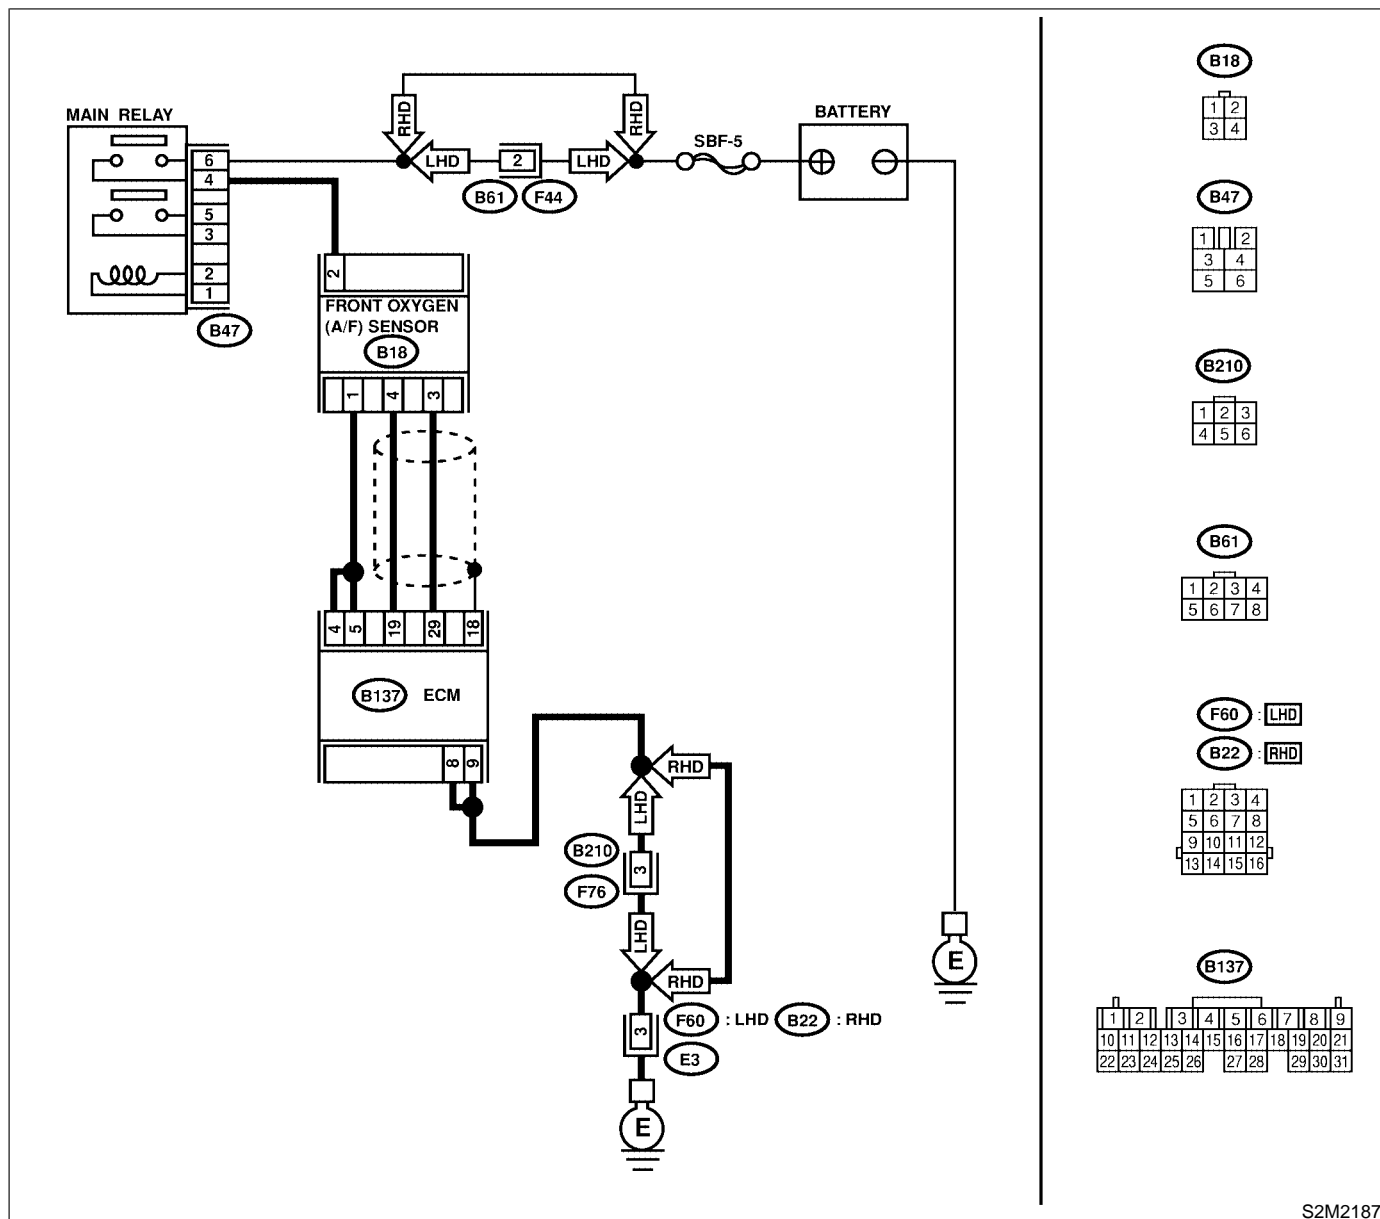 MAIN RELAY
6
4
5
3
2
1
B47
RHD
RHD
LHD
2
LHD
B61 F44
SBF-5
BATTERY
2
FRONT OXYGEN
(A/F) SENSOR
B18
1 4 3
4 5 19 29 18
B137 ECM
8 9
RHD
LHD
B210
3
F76
LHD
RHD
3
F60 : LHD B22 : RHD
E3
E
E
B18
1 2
3 4
B47
1 2
3 4
5 6
B210
1 2 3
4 5 6
B61
1 2 3 4
5 6 7 8
F60 : LHD
B22 : RHD
1 2 3 4
5 6 7 8
9 10 11 12
13 14 15 16
B137
1 2 3 4 5 6 7 8 9
10 11 12 13 14 15 16 17 18 19 20 21
22 23 24 25 26 27 28 29 30 31
S2M2187